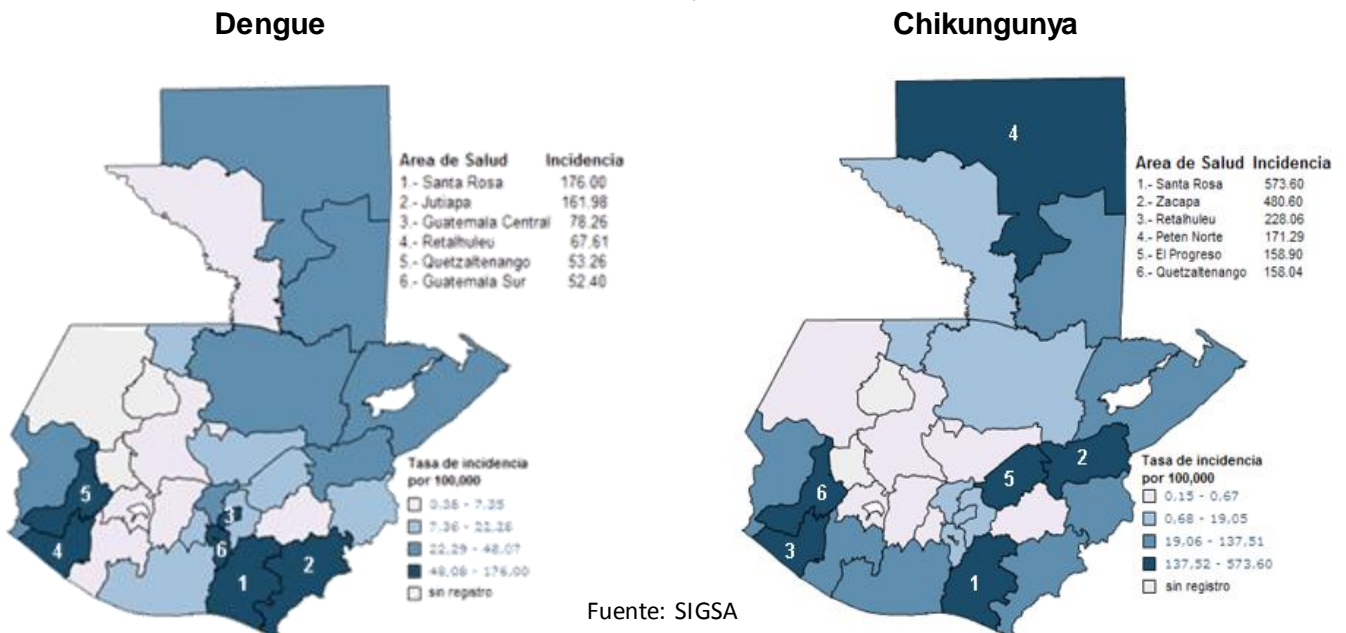 Dengue
Area de Salud Incidencia
1.- Santa Rosa 176.00
2.- Jutiapa 161.98
3.- Guatemala Central 78.26
4.- Retalhuleu 67.61
5.- Quetzaltenango 53.26
6.- Guatemala Sur 52.40
5
4
3
6
1
2
Tasa de incidencia
por 100,000
0.36 - 7.35
7.36 - 22.28
22.29 - 48.07
48.08 - 176.00
sin registro
Chikungunya
4
Area de Salud Incidencia
1.- Santa Rosa 573.60
2.- Zacapa 480.60
3.- Retalhuleu 228.06
4.- Peten Norte 171.29
5.- El Progreso 158.90
6.- Quetzaltenango 158.04
2
5
6
3
1
Tasa de incidencia
por 100,000
0,15 - 0,67
0,68 - 19,05
19,06 - 137,51
137,52 - 573,60
sin registro
Fuente: SIGSA